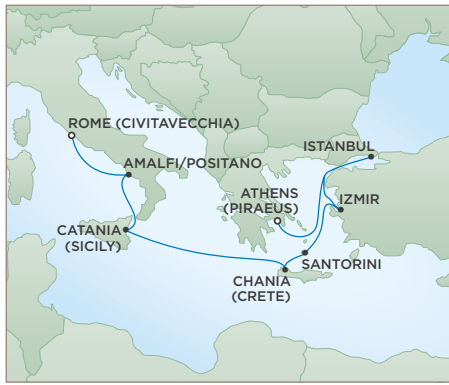 ROME (CIVITAVECCHIA)
ISTANBUL
AMALFI/POSITANO
ATHENS
(PIRAEUS)
IZMIR
CATANIA
(SICILY)
SANTORINI
CHANIA
(CRETE)